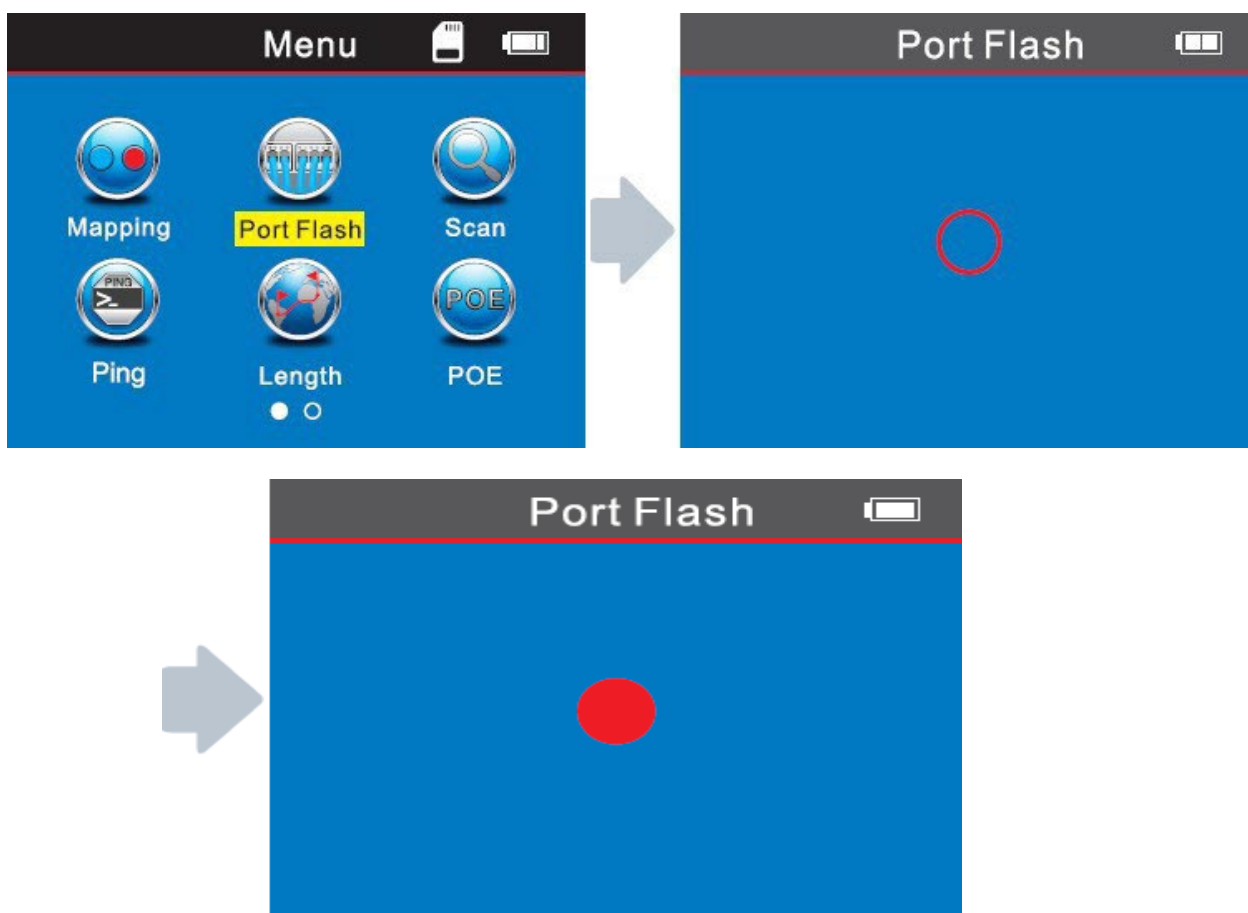 Menu
Port Flash
Mapping
Port Flash
Scan
PING
>_
POE
Ping
Length
POE
Port Flash